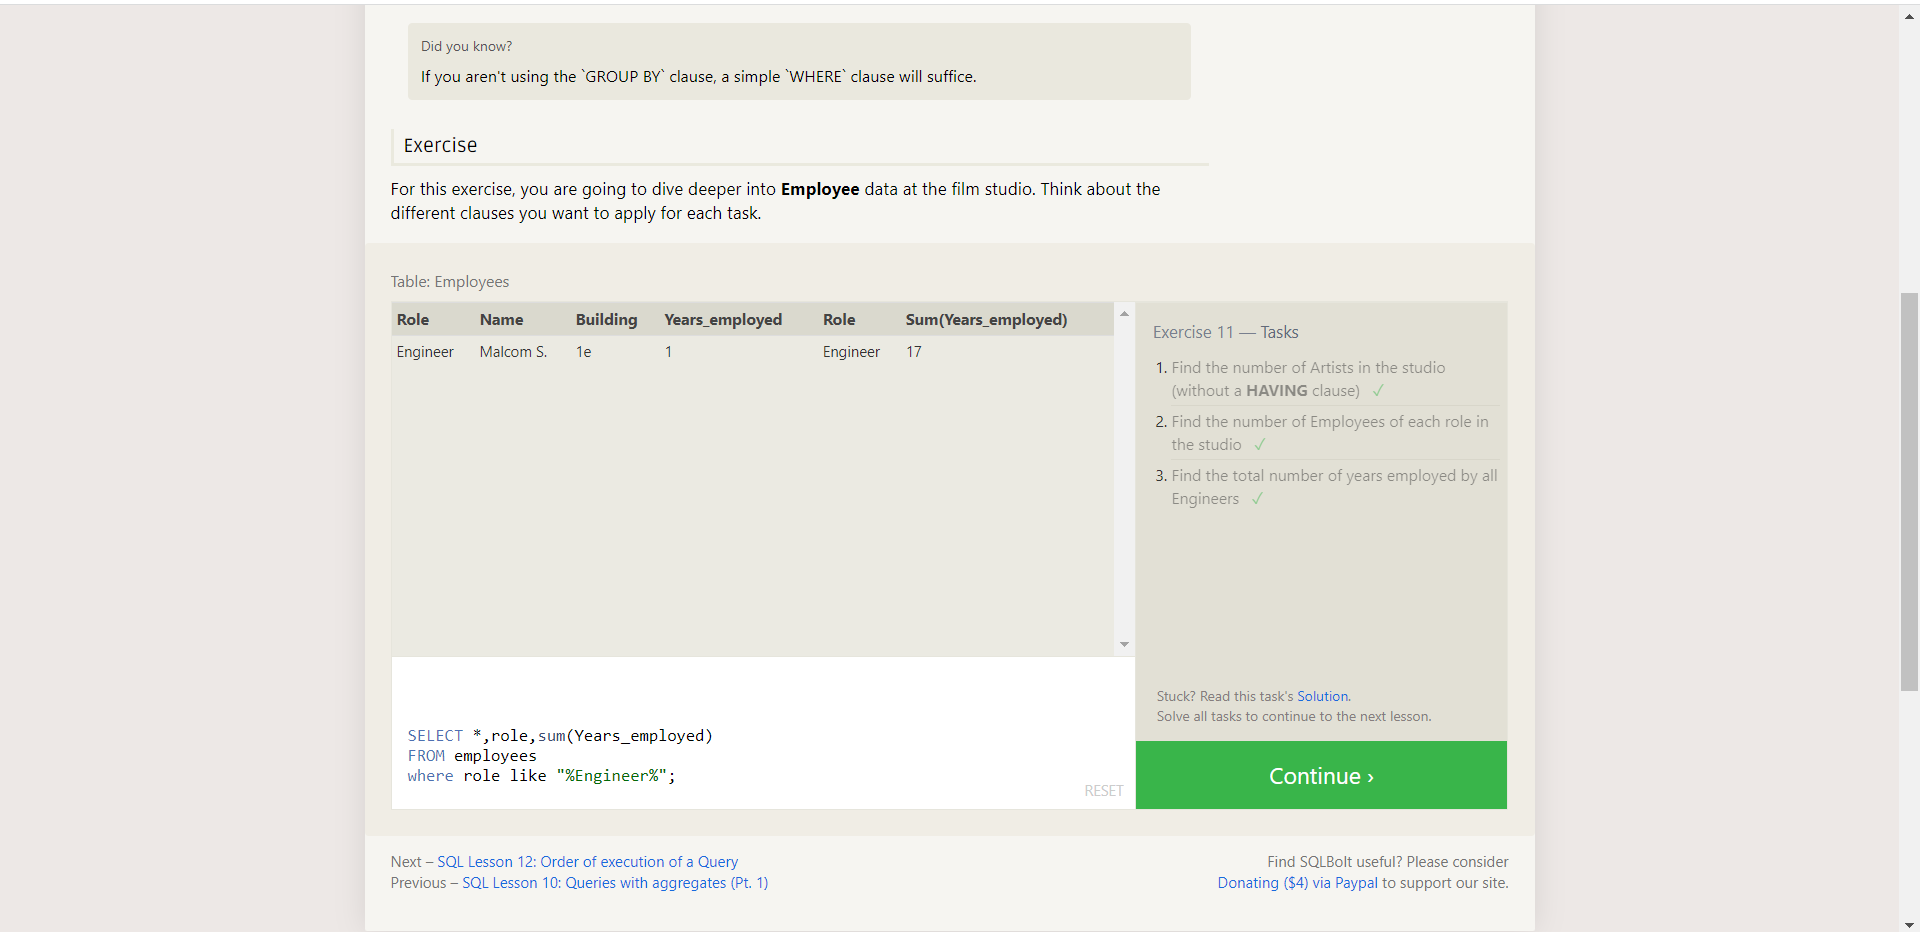 Did you know?
If you aren't using the `GROUP BY` clause, a simple `WHERE` clause will suffice.
Exercise
For this exercise, you are going to dive deeper into Employee data at the film studio. Think about the
different clauses you want to apply for each task.
Table: Employees
Role Name Building Years_employed Role Sum(Years_employed)
Engineer Malcom S. 1e 1 Engineer 17
SELECT *,role,sum(Years_employed)
FROM employees
where role like "%Engineer%";
RESET
Exercise 11 — Tasks
1. Find the number of Artists in the studio
(without a HAVING clause) ✓
2. Find the number of Employees of each role in
the studio ✓
3. Find the total number of years employed by all
Engineers ✓
Stuck? Read this task's Solution.
Solve all tasks to continue to the next lesson.
Continue ›
Next – SQL Lesson 12: Order of execution of a Query
Previous – SQL Lesson 10: Queries with aggregates (Pt. 1)
Find SQLBolt useful? Please consider
Donating ($4) via Paypal to support our site.